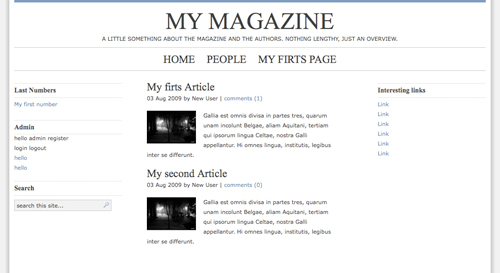 MY MAGAZINE
A LITTLE SOMETHING ABOUT THE MAGAZINE AND THE AUTHORS. NOTHING LENGTHY, JUST AN OVERVIEW.
HOME PEOPLE MY FIRTS PAGE
Last Numbers
My first number
Admin
hello admin register
login logout
hello
hello
Search
search this site...
My firts Article
03 Aug 2009 by New User | comments (1)
Gallia est omnis divisa in partes tres, quarum
unam incolunt Belgae, aliam Aquitani, tertiam
qui ipsorum lingua Celtae, nostra Galli
appellantur. Hi omnes lingua, institutis, legibus
inter se differunt.
My second Article
03 Aug 2009 by New User | comments (0)
Gallia est omnis divisa in partes tres, quarum
unam incolunt Belgae, aliam Aquitani, tertiam
qui ipsorum lingua Celtae, nostra Galli
appellantur. Hi omnes lingua, institutis, legibus
inter se differunt.
Interesting links
Link
Link
Link
Link
Link
Link